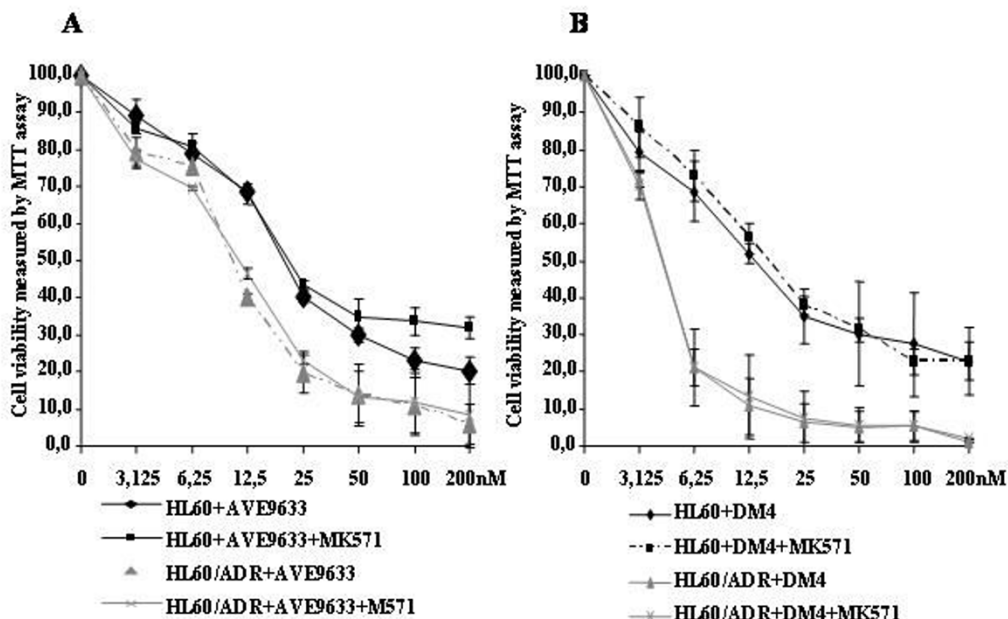 A
Cell viability measured by MTT assay
100,0
90,0
80,0
70,0
60,0
50,0
40,0
30,0
20,0
10,0
0,0
0 3,125 6,25 12,5 25 50 100 200nM
HL60+AVE9633
HL60+AVE9633+MK571
HL60/ADR+AVE9633
HL60/ADR+AVE9633+M571
B
Cell viability measured by MTT assay
100,0
90,0
80,0
70,0
60,0
50,0
40,0
30,0
20,0
10,0
0,0
0 3,125 6,25 12,5 25 50 100 200nM
HL60+DM4
HL60+DM4+MK571
HL60/ADR+DM4
HL60/ADR+DM4+MK571